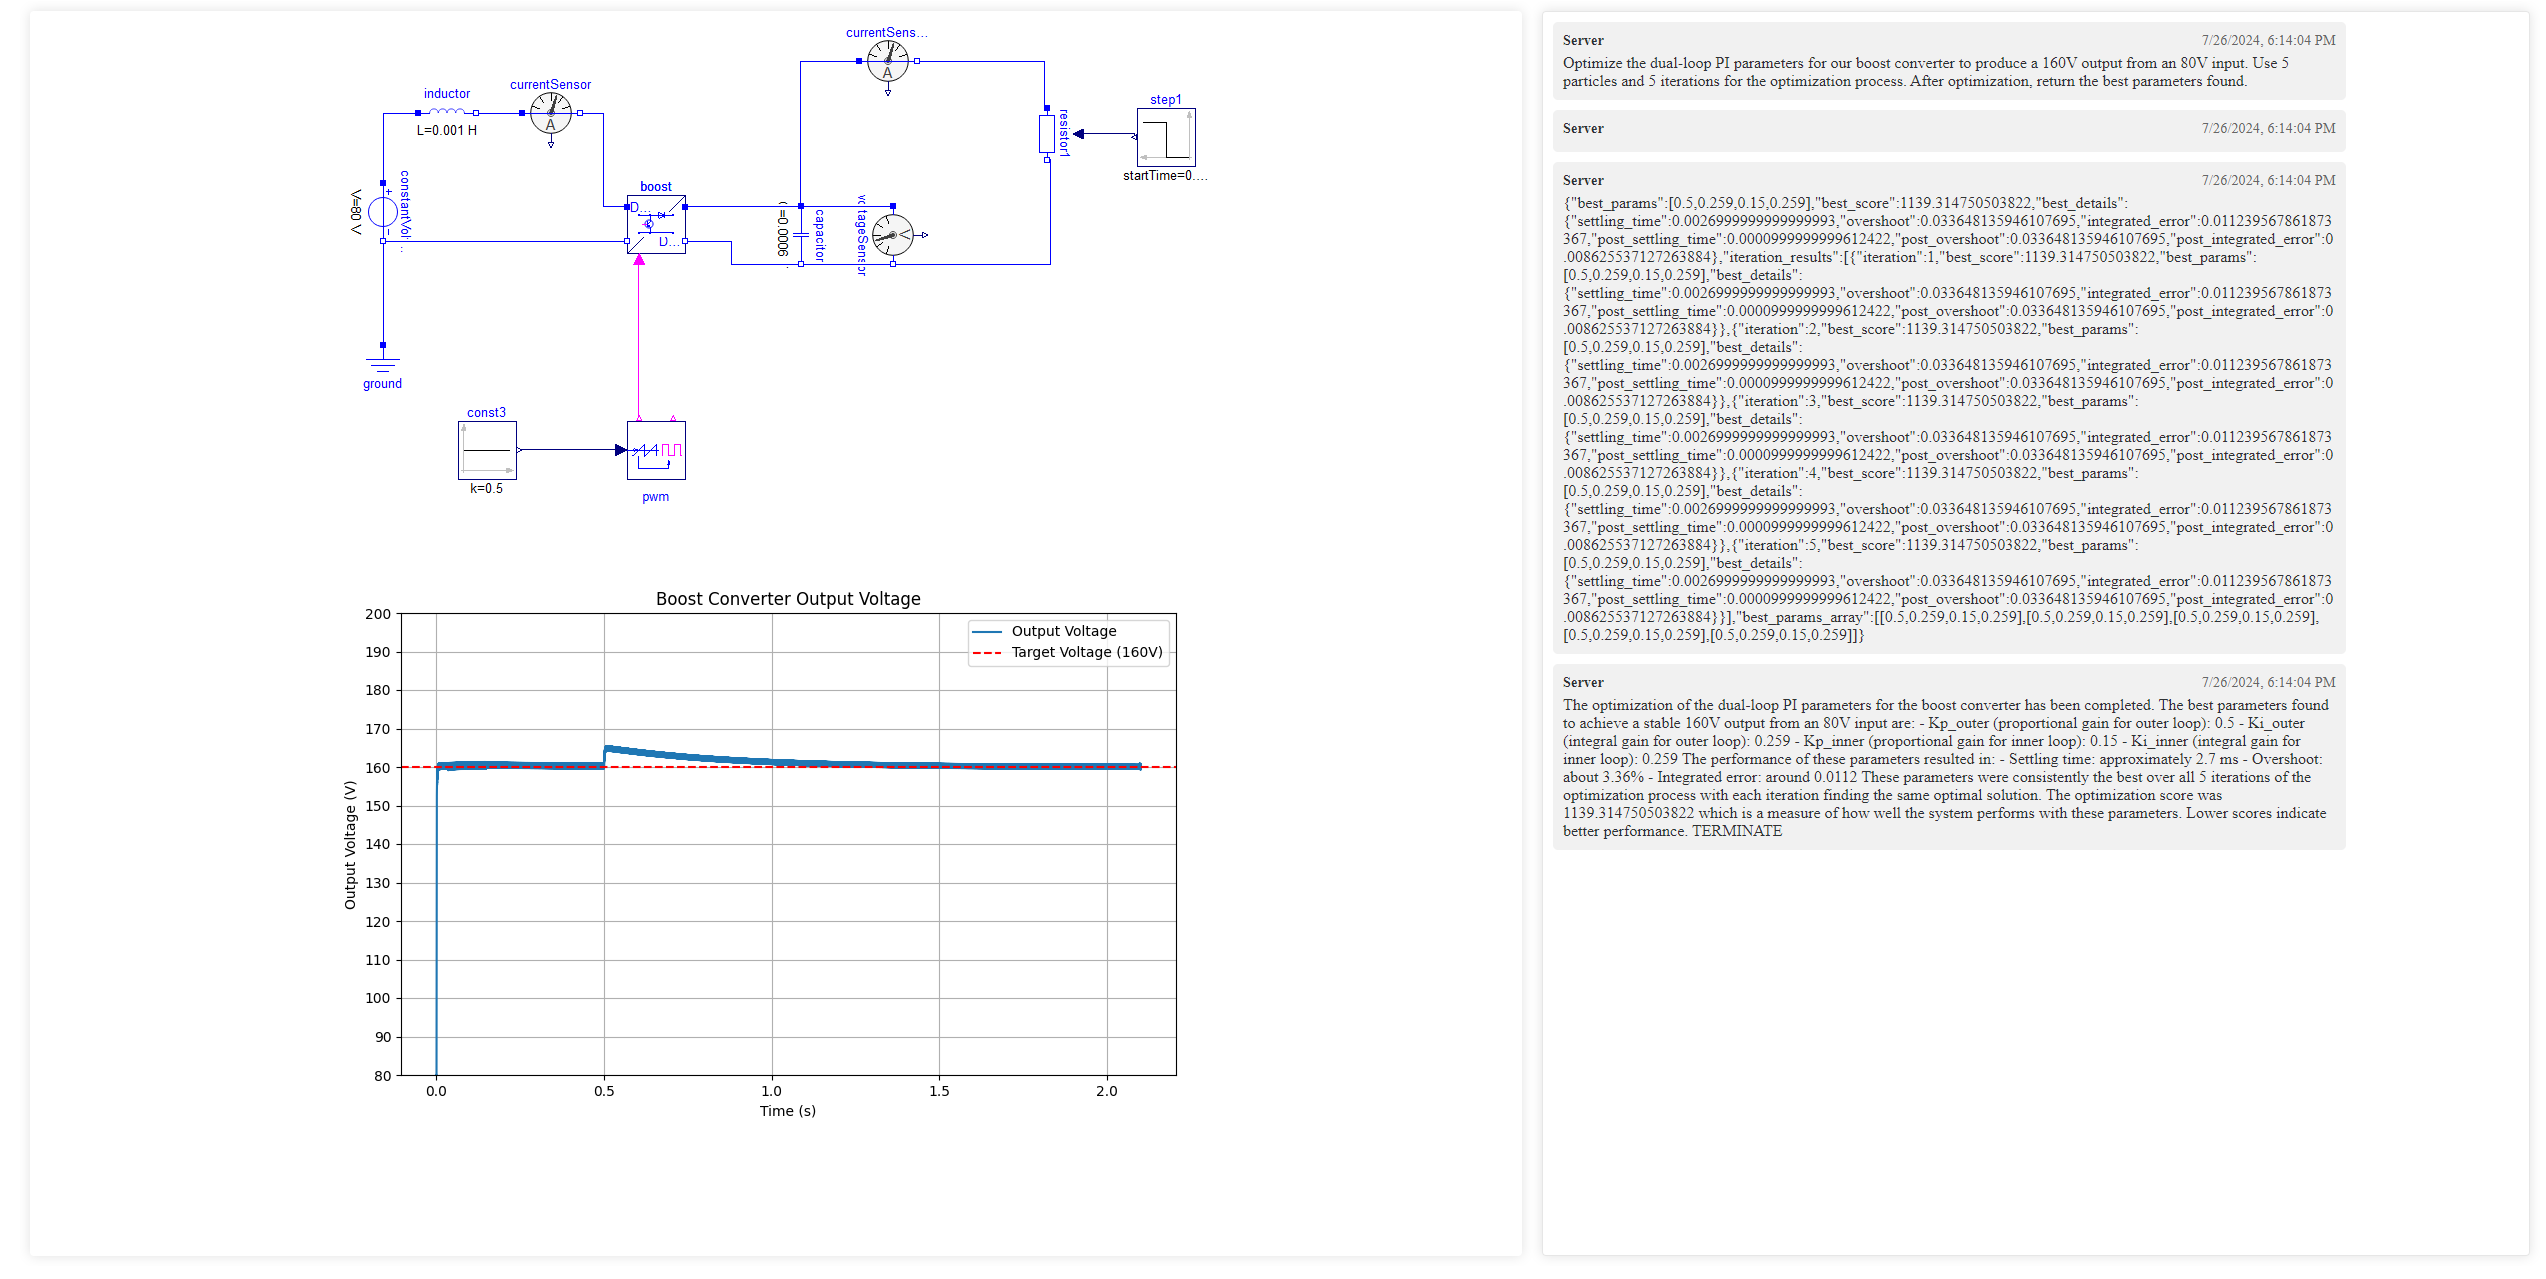 currentSens...
currentSensor
inductor
L=0.001 H
A
A
step1
resistor1
startTime=0....
boost
D...
D...
constantVol...
V=80 V
+
−
capacitor
voltageSensor
V
ground
const3
k=0.5
pwm
Boost Converter Output Voltage
Output Voltage
Target Voltage (160V)
200
190
180
170
160
150
140
130
120
110
100
90
80
Output Voltage (V)
0.0
0.5
1.0
1.5
2.0
Time (s)
Server
7/26/2024, 6:14:04 PM
Optimize the dual-loop PI parameters for our boost converter to produce a 160V output from an 80V input. Use 5
particles and 5 iterations for the optimization process. After optimization, return the best parameters found.
Server
7/26/2024, 6:14:04 PM
Server
7/26/2024, 6:14:04 PM
{"best_params":[0.5,0.259,0.15,0.259],"best_score":1139.314750503822,"best_details":
{"settling_time":0.0026999999999999993,"overshoot":0.033648135946107695,"integrated_error":0.011239567861873
367,"post_settling_time":0.0000999999999612422,"post_overshoot":0.033648135946107695,"post_integrated_error":0
.008625537127263884},"iteration_results":[{"iteration":1,"best_score":1139.314750503822,"best_params":
[0.5,0.259,0.15,0.259],"best_details":
{"settling_time":0.0026999999999999993,"overshoot":0.033648135946107695,"integrated_error":0.011239567861873
367,"post_settling_time":0.0000999999999612422,"post_overshoot":0.033648135946107695,"post_integrated_error":0
.008625537127263884}},{"iteration":2,"best_score":1139.314750503822,"best_params":
[0.5,0.259,0.15,0.259],"best_details":
{"settling_time":0.0026999999999999993,"overshoot":0.033648135946107695,"integrated_error":0.011239567861873
367,"post_settling_time":0.0000999999999612422,"post_overshoot":0.033648135946107695,"post_integrated_error":0
.008625537127263884}},{"iteration":3,"best_score":1139.314750503822,"best_params":
[0.5,0.259,0.15,0.259],"best_details":
{"settling_time":0.0026999999999999993,"overshoot":0.033648135946107695,"integrated_error":0.011239567861873
367,"post_settling_time":0.0000999999999612422,"post_overshoot":0.033648135946107695,"post_integrated_error":0
.008625537127263884}},{"iteration":4,"best_score":1139.314750503822,"best_params":
[0.5,0.259,0.15,0.259],"best_details":
{"settling_time":0.0026999999999999993,"overshoot":0.033648135946107695,"integrated_error":0.011239567861873
367,"post_settling_time":0.0000999999999612422,"post_overshoot":0.033648135946107695,"post_integrated_error":0
.008625537127263884}},{"iteration":5,"best_score":1139.314750503822,"best_params":
[0.5,0.259,0.15,0.259],"best_details":
{"settling_time":0.0026999999999999993,"overshoot":0.033648135946107695,"integrated_error":0.011239567861873
367,"post_settling_time":0.0000999999999612422,"post_overshoot":0.033648135946107695,"post_integrated_error":0
.008625537127263884}}],"best_params_array":[[0.5,0.259,0.15,0.259],[0.5,0.259,0.15,0.259],[0.5,0.259,0.15,0.259],
[0.5,0.259,0.15,0.259],[0.5,0.259,0.15,0.259]]}
Server
7/26/2024, 6:14:04 PM
The optimization of the dual-loop PI parameters for the boost converter has been completed. The best parameters found
to achieve a stable 160V output from an 80V input are: - Kp_outer (proportional gain for outer loop): 0.5 - Ki_outer
(integral gain for outer loop): 0.259 - Kp_inner (proportional gain for inner loop): 0.15 - Ki_inner (integral gain for
inner loop): 0.259 The performance of these parameters resulted in: - Settling time: approximately 2.7 ms - Overshoot:
about 3.36% - Integrated error: around 0.0112 These parameters were consistently the best over all 5 iterations of the
optimization process with each iteration finding the same optimal solution. The optimization score was
1139.314750503822 which is a measure of how well the system performs with these parameters. Lower scores indicate
better performance. TERMINATE